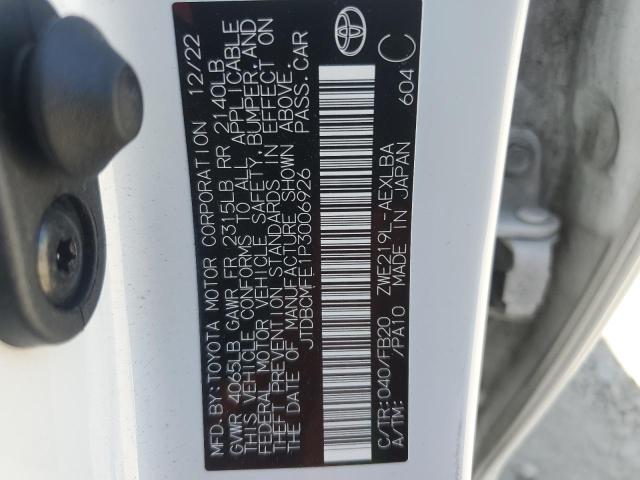 MFD. BY: TOYOTA MOTOR CORPORATION 12/22
GVWR 4065LB GAWR FR 2315LB RR 2140LB
THIS VEHICLE CONFORMS TO ALL APPLICABLE
FEDERAL MOTOR VEHICLE SAFETY, BUMPER, AND
THEFT PREVENTION STANDARDS IN EFFECT ON
THE DATE OF MANUFACTURE SHOWN ABOVE.
JTDBCMFE1P3006926 PASS. CAR
C/TR: 040/FB20 ZWE219L-AEXLBA
A/TM: /PA10 MADE IN JAPAN 604 C